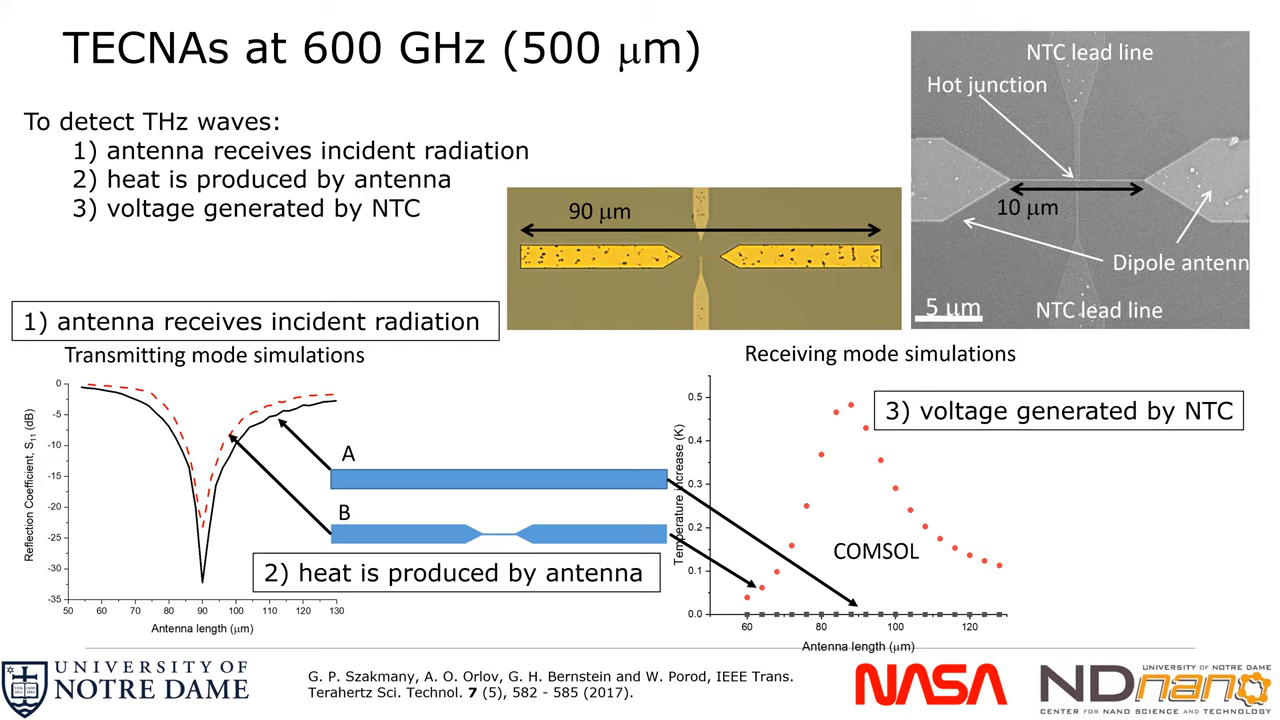 TECNAs at 600 GHz (500 μm)
To detect THz waves:
1) antenna receives incident radiation
2) heat is produced by antenna
3) voltage generated by NTC
90 μm
NTC lead line
Hot junction
10 μm
Dipole antenn
5 μm
NTC lead line
1) antenna receives incident radiation
Transmitting mode simulations
0
-5
-10
-15
-20
-25
-30
-35
Reflection Coefficient, S11 (dB)
50 60 70 80 90 100 110 120 130
Antenna length (μm)
A
B
2) heat is produced by antenna
Receiving mode simulations
3) voltage generated by NTC
0.5
0.4
0.3
0.2
0.1
0.0
Temperature increase (K)
COMSOL
60 80 100 120
Antenna length (μm)
UNIVERSITY OF
NOTRE DAME
G. P. Szakmany, A. O. Orlov, G. H. Bernstein and W. Porod, IEEE Trans.
Terahertz Sci. Technol. 7 (5), 582 - 585 (2017).
NASA
UNIVERSITY OF NOTRE DAME
NDnano
CENTER FOR NANO SCIENCE AND TECHNOLOGY